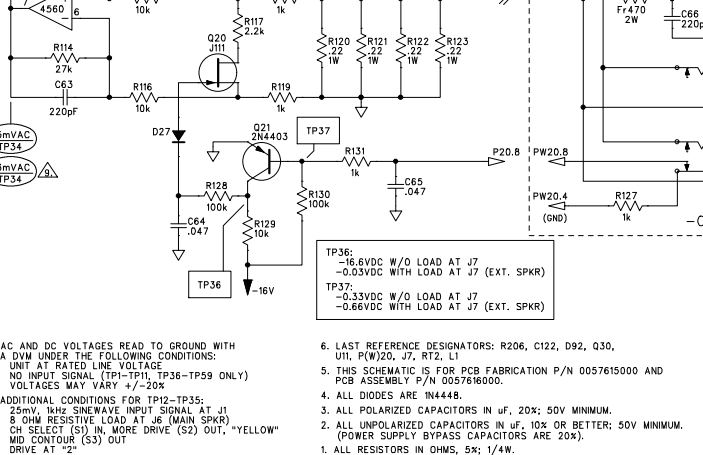 4560
6
10k
1k
R117
2.2k
Q20
J111
R114
27k
C63
220pF
R116
10k
R119
1k
R120
.22
1W
R121
.22
1W
R122
.22
1W
R123
.22
1W
Fr470
2W
C66
220p
mVAC
TP34
mVAC
TP34
9.
D27
Q21
2N4403
TP37
R131
1k
P20.8
PW20.8
C65
.047
R128
100k
R130
100k
PW20.4
(GND)
R127
1k
C64
.047
R129
10k
TP36
-16V
TP36:
-16.6VDC W/O LOAD AT J7
-0.03VDC WITH LOAD AT J7 (EXT. SPKR)
TP37:
-0.33VDC W/O LOAD AT J7
-0.66VDC WITH LOAD AT J7 (EXT. SPKR)
AC AND DC VOLTAGES READ TO GROUND WITH
A DVM UNDER THE FOLLOWING CONDITIONS:
UNIT AT RATED LINE VOLTAGE
NO INPUT SIGNAL (TP1-TP11, TP36-TP59 ONLY)
VOLTAGES MAY VARY +/-20%
ADDITIONAL CONDITIONS FOR TP12-TP35:
25mV, 1kHz SINEWAVE INPUT SIGNAL AT J1
8 OHM RESISTIVE LOAD AT J6 (MAIN SPKR)
CH SELECT (S1) IN, MORE DRIVE (S2) OUT, "YELLOW"
MID CONTOUR (S3) OUT
DRIVE AT "2"
6. LAST REFERENCE DESIGNATORS: R206, C122, D92, Q30,
U11, P(W)20, J7, RT2, L1
5. THIS SCHEMATIC IS FOR PCB FABRICATION P/N 0057615000 AND
PCB ASSEMBLY P/N 0057616000.
4. ALL DIODES ARE 1N4448.
3. ALL POLARIZED CAPACITORS IN uF, 20%; 50V MINIMUM.
2. ALL UNPOLARIZED CAPACITORS IN uF, 10% OR BETTER; 50V MINIMUM.
(POWER SUPPLY BYPASS CAPACITORS ARE 20%).
1. ALL RESISTORS IN OHMS, 5%; 1/4W.